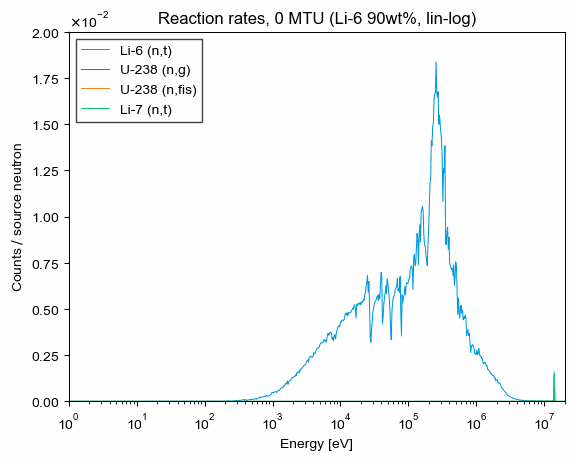 Reaction rates, 0 MTU (Li-6 90wt%, lin-log)
×10⁻²
2.00
1.75
1.50
1.25
1.00
0.75
0.50
0.25
0.00
Counts / source neutron
Li-6 (n,t)
U-238 (n,g)
U-238 (n,fis)
Li-7 (n,t)
10⁰ 10¹ 10² 10³ 10⁴ 10⁵ 10⁶ 10⁷
Energy [eV]